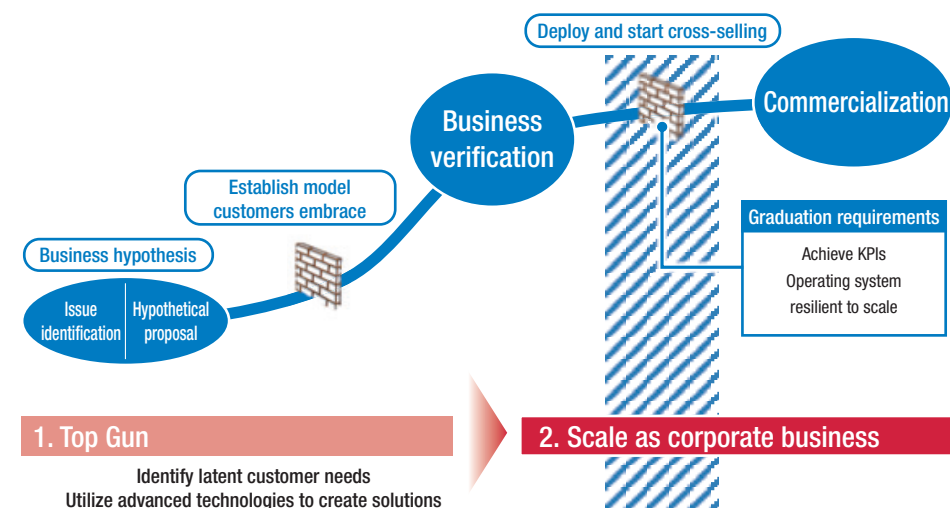 Deploy and start cross-selling
Commercialization
Business
verification
Establish model
customers embrace
Graduation requirements
Achieve KPIs
Operating system
resilient to scale
Business hypothesis
Issue
identification
Hypothetical
proposal
1. Top Gun
2. Scale as corporate business
Identify latent customer needs
Utilize advanced technologies to create solutions